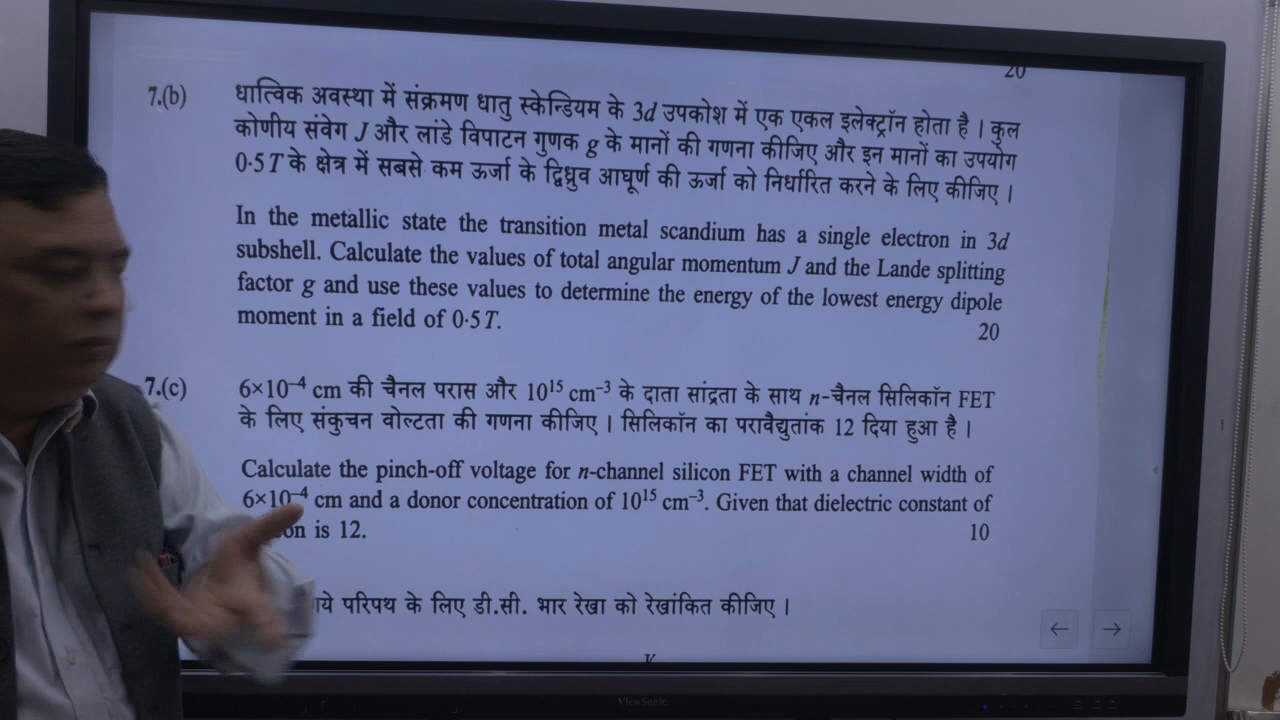 20
7.(b) धात्विक अवस्था में संक्रमण धातु स्केन्डियम के 3d उपकोश में एक एकल इलेक्ट्रॉन होता है । कुल
कोणीय संवेग J और लांडे विपाटन गुणक g के मानों की गणना कीजिए और इन मानों का उपयोग
0·5T के क्षेत्र में सबसे कम ऊर्जा के द्विध्रुव आघूर्ण की ऊर्जा को निर्धारित करने के लिए कीजिए ।
In the metallic state the transition metal scandium has a single electron in 3d
subshell. Calculate the values of total angular momentum J and the Lande splitting
factor g and use these values to determine the energy of the lowest energy dipole
moment in a field of 0·5T.
20
7.(c) 6×10⁻⁴ cm की चैनल परास और 10¹⁵ cm⁻³ के दाता सांद्रता के साथ n-चैनल सिलिकॉन FET
के लिए संकुचन वोल्टता की गणना कीजिए । सिलिकॉन का परावैद्युतांक 12 दिया हुआ है ।
Calculate the pinch-off voltage for n-channel silicon FET with a channel width of
6×10⁻⁴ cm and a donor concentration of 10¹⁵ cm⁻³. Given that dielectric constant of
is 12.
10
परिपथ के लिए डी.सी. भार रेखा को रेखांकित कीजिए ।
V
ViewSonic